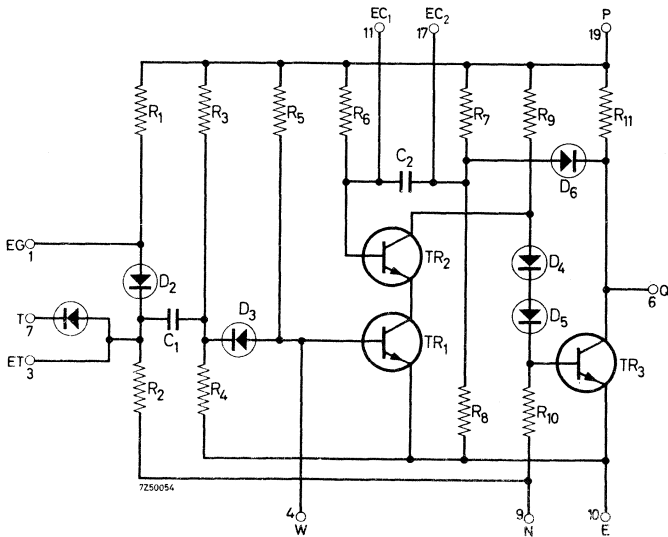 EC₁ EC₂ P
11 17 19
R₁ R₃ R₅ R₆ R₇ R₉ R₁₁
C₂
D₆
EG 1
TR₂
D₂ D₄
Q
6
T
7
D₃ D₅
C₁
TR₁
ET
3
TR₃
R₂ R₄ R₈ R₁₀
7Z50054
4 9 10
W N E